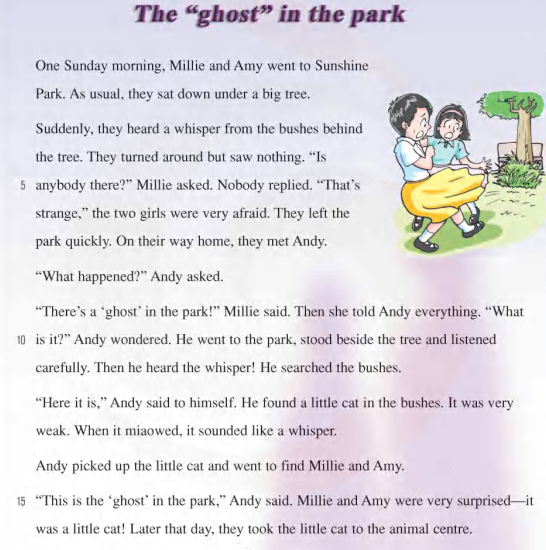 The “ghost” in the park
One Sunday morning, Millie and Amy went to Sunshine
Park. As usual, they sat down under a big tree.
Suddenly, they heard a whisper from the bushes behind
the tree. They turned around but saw nothing. “Is
5 anybody there?” Millie asked. Nobody replied. “That’s
strange,” the two girls were very afraid. They left the
park quickly. On their way home, they met Andy.
“What happened?” Andy asked.
“There’s a ‘ghost’ in the park!” Millie said. Then she told Andy everything. “What
10 is it?” Andy wondered. He went to the park, stood beside the tree and listened
carefully. Then he heard the whisper! He searched the bushes.
“Here it is,” Andy said to himself. He found a little cat in the bushes. It was very
weak. When it miaowed, it sounded like a whisper.
Andy picked up the little cat and went to find Millie and Amy.
15 “This is the ‘ghost’ in the park,” Andy said. Millie and Amy were very surprised—it
was a little cat! Later that day, they took the little cat to the animal centre.